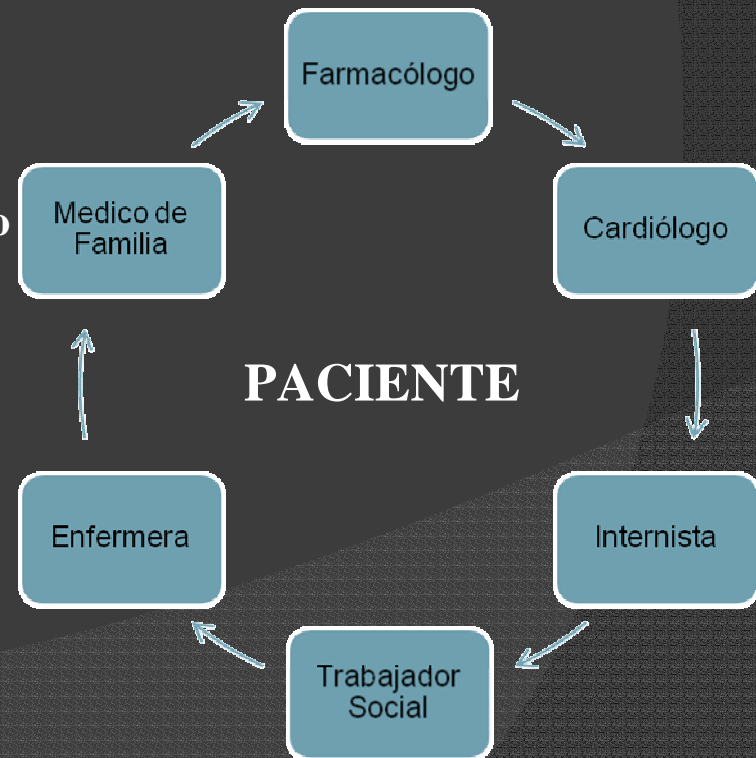 Farmacólogo
Medico de
Familia
Cardiólogo
o
PACIENTE
Enfermera
Internista
Trabajador
Social